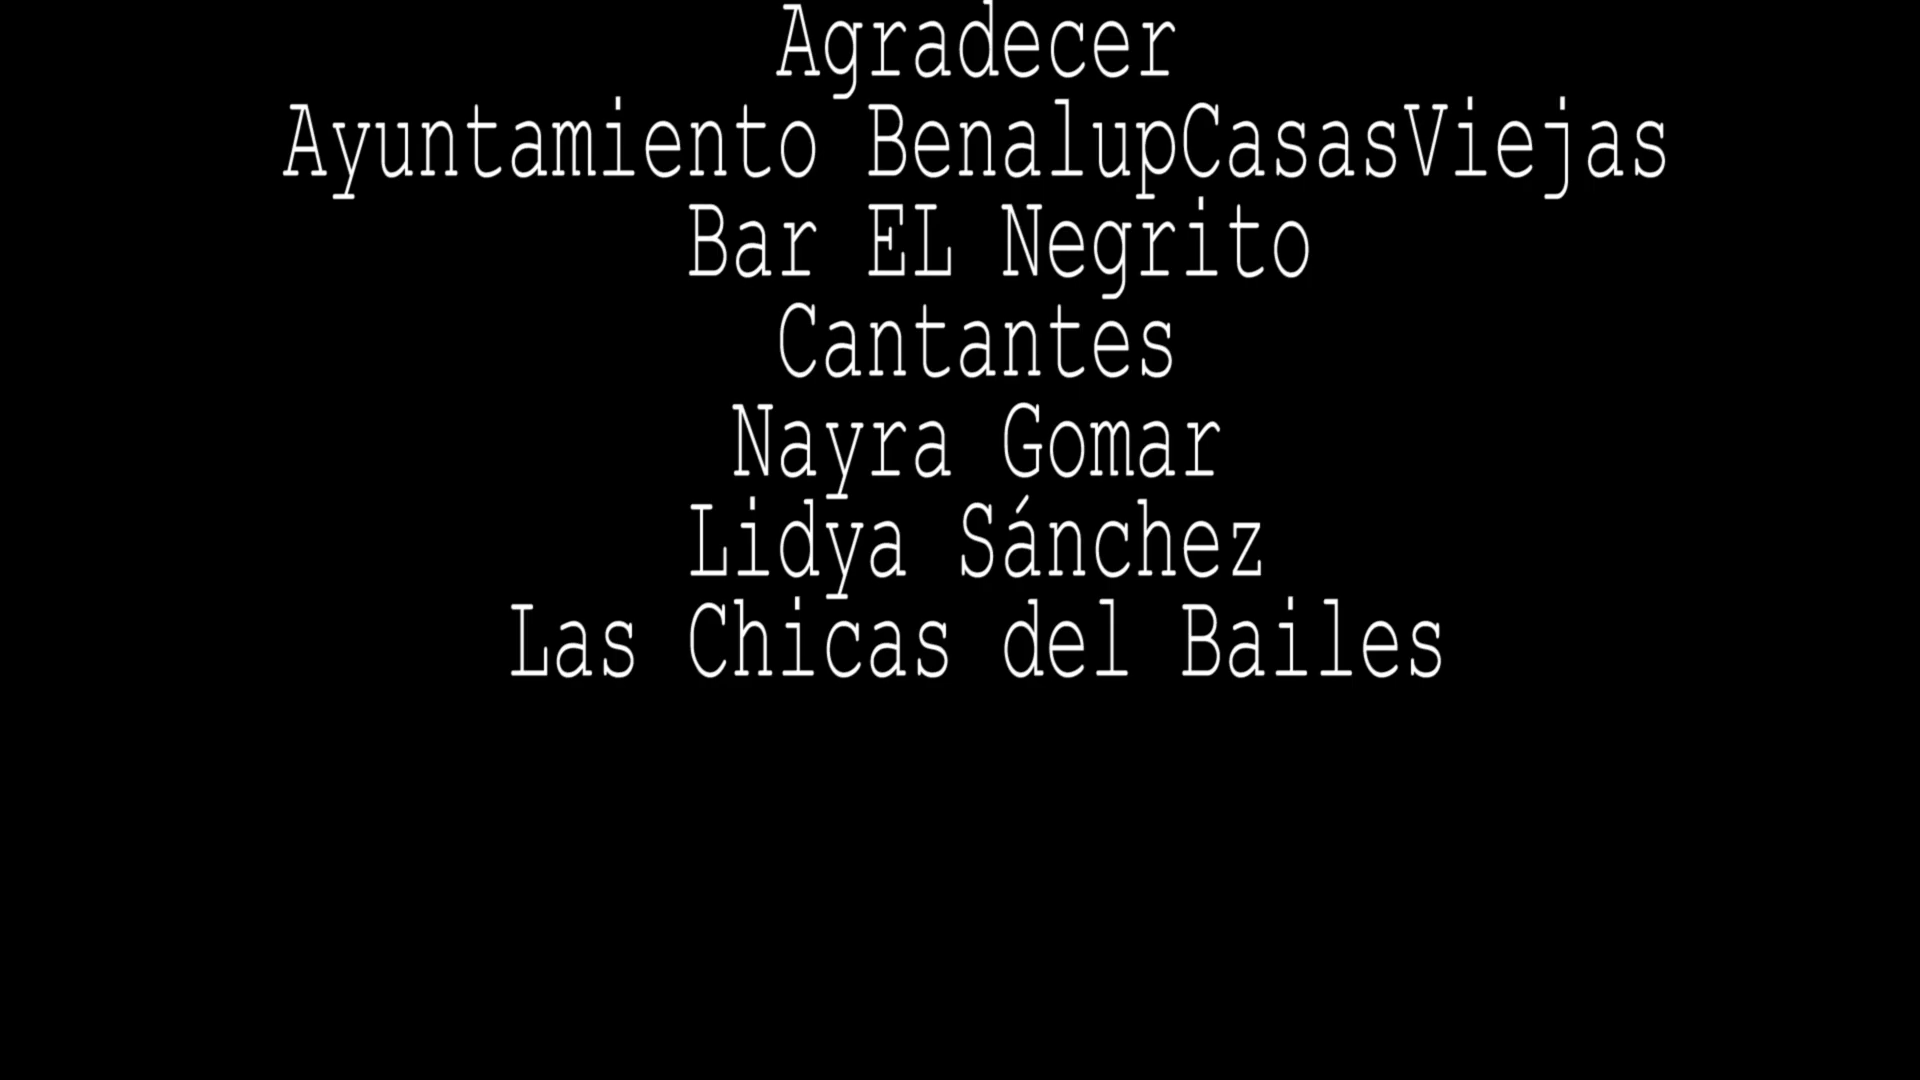 Agradecer
Ayuntamiento BenalupCasasViejas
Bar EL Negrito
Cantantes
Nayra Gomar
Lidya Sánchez
Las Chicas del Bailes